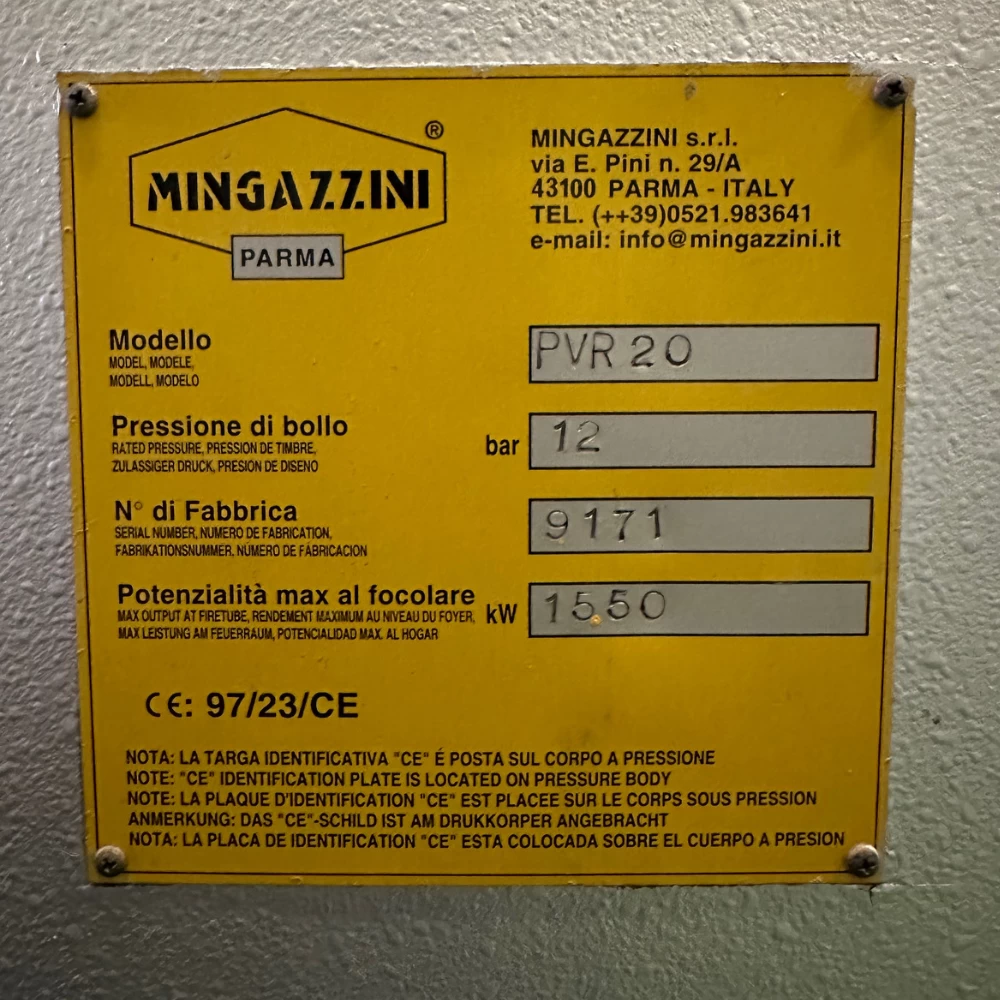 ®
MINGAZZINI
PARMA
MINGAZZINI s.r.l.
via E. Pini n. 29/A
43100 PARMA - ITALY
TEL. (++39)0521.983641
e-mail: info@mingazzini.it
Modello
MODEL, MODELE,
MODELL, MODELO
PVR 20
Pressione di bollo
RATED PRESSURE, PRESSION DE TIMBRE,
ZULASSIGER DRUCK, PRESION DE DISENO
bar 12
N° di Fabbrica
SERIAL NUMBER, NUMERO DE FABRICATION,
FABRIKATIONSNUMMER, NÚMERO DE FÁBRICACION
9171
Potenzialità max al focolare
MAX OUTPUT AT FIRETUBE, RENDEMENT MAXIMUM AU NIVEAU DU FOYER,
MAX LEISTUNG AM FEUERRAUM, POTENCIALIDAD MAX. AL HOGAR
kW 1550
CE: 97/23/CE
NOTA: LA TARGA IDENTIFICATIVA "CE" É POSTA SUL CORPO A PRESSIONE
NOTE: "CE" IDENTIFICATION PLATE IS LOCATED ON PRESSURE BODY
NOTE: LA PLAQUE D'IDENTIFICATION "CE" EST PLACEE SUR LE CORPS SOUS PRESSION
ANMERKUNG: DAS "CE"-SCHILD IST AM DRUKKORPER ANGEBRACHT
NOTA: LA PLACA DE IDENTIFICATION "CE" ESTA COLOCADA SOBRE EL CUERPO A PRESION